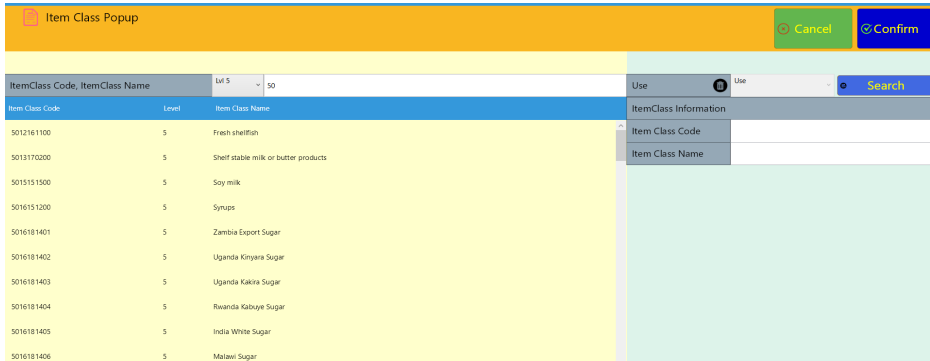 Item Class Popup
Cancel
Confirm
ItemClass Code, ItemClass Name
Lvl 5
50
Use
Use
Search
Item Class Code Level Item Class Name
ItemClass Information
Item Class Code
Item Class Name
5012161100 5 Fresh shellfish
5013170200 5 Shelf stable milk or butter products
5015151500 5 Soy milk
5016151200 5 Syrups
5016181401 5 Zambia Export Sugar
5016181402 5 Uganda Kinyara Sugar
5016181403 5 Uganda Kakira Sugar
5016181404 5 Rwanda Kabuye Sugar
5016181405 5 India White Sugar
5016181406 5 Malawi Sugar